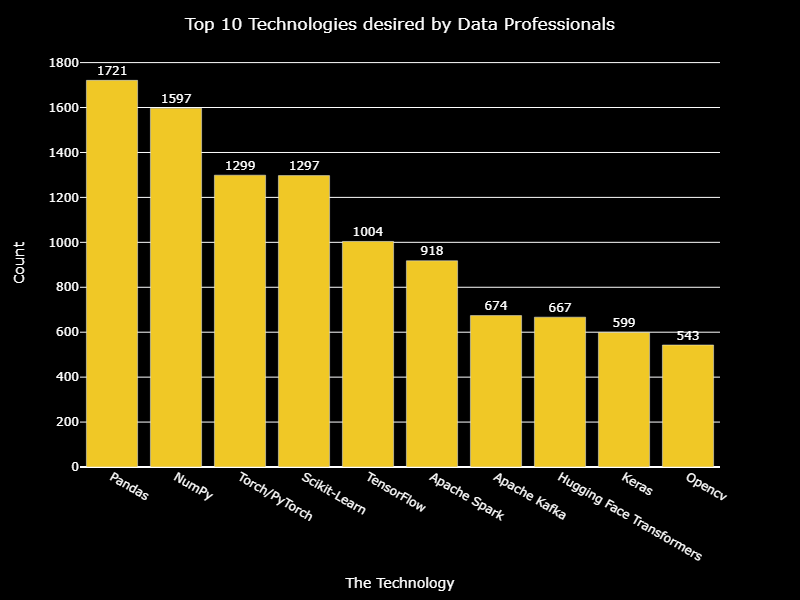 Top 10 Technologies desired by Data Professionals
1800
1600
1400
1200
1000
800
600
400
200
0
Count
1721
1597
1299
1297
1004
918
674
667
599
543
Pandas
NumPy
Torch/PyTorch
Scikit-Learn
TensorFlow
Apache Spark
Apache Kafka
Hugging Face Transformers
Keras
Opencv
The Technology